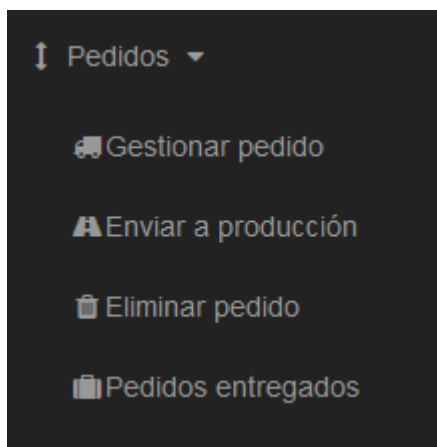 Pedidos
Gestionar pedido
Enviar a producción
Eliminar pedido
Pedidos entregados